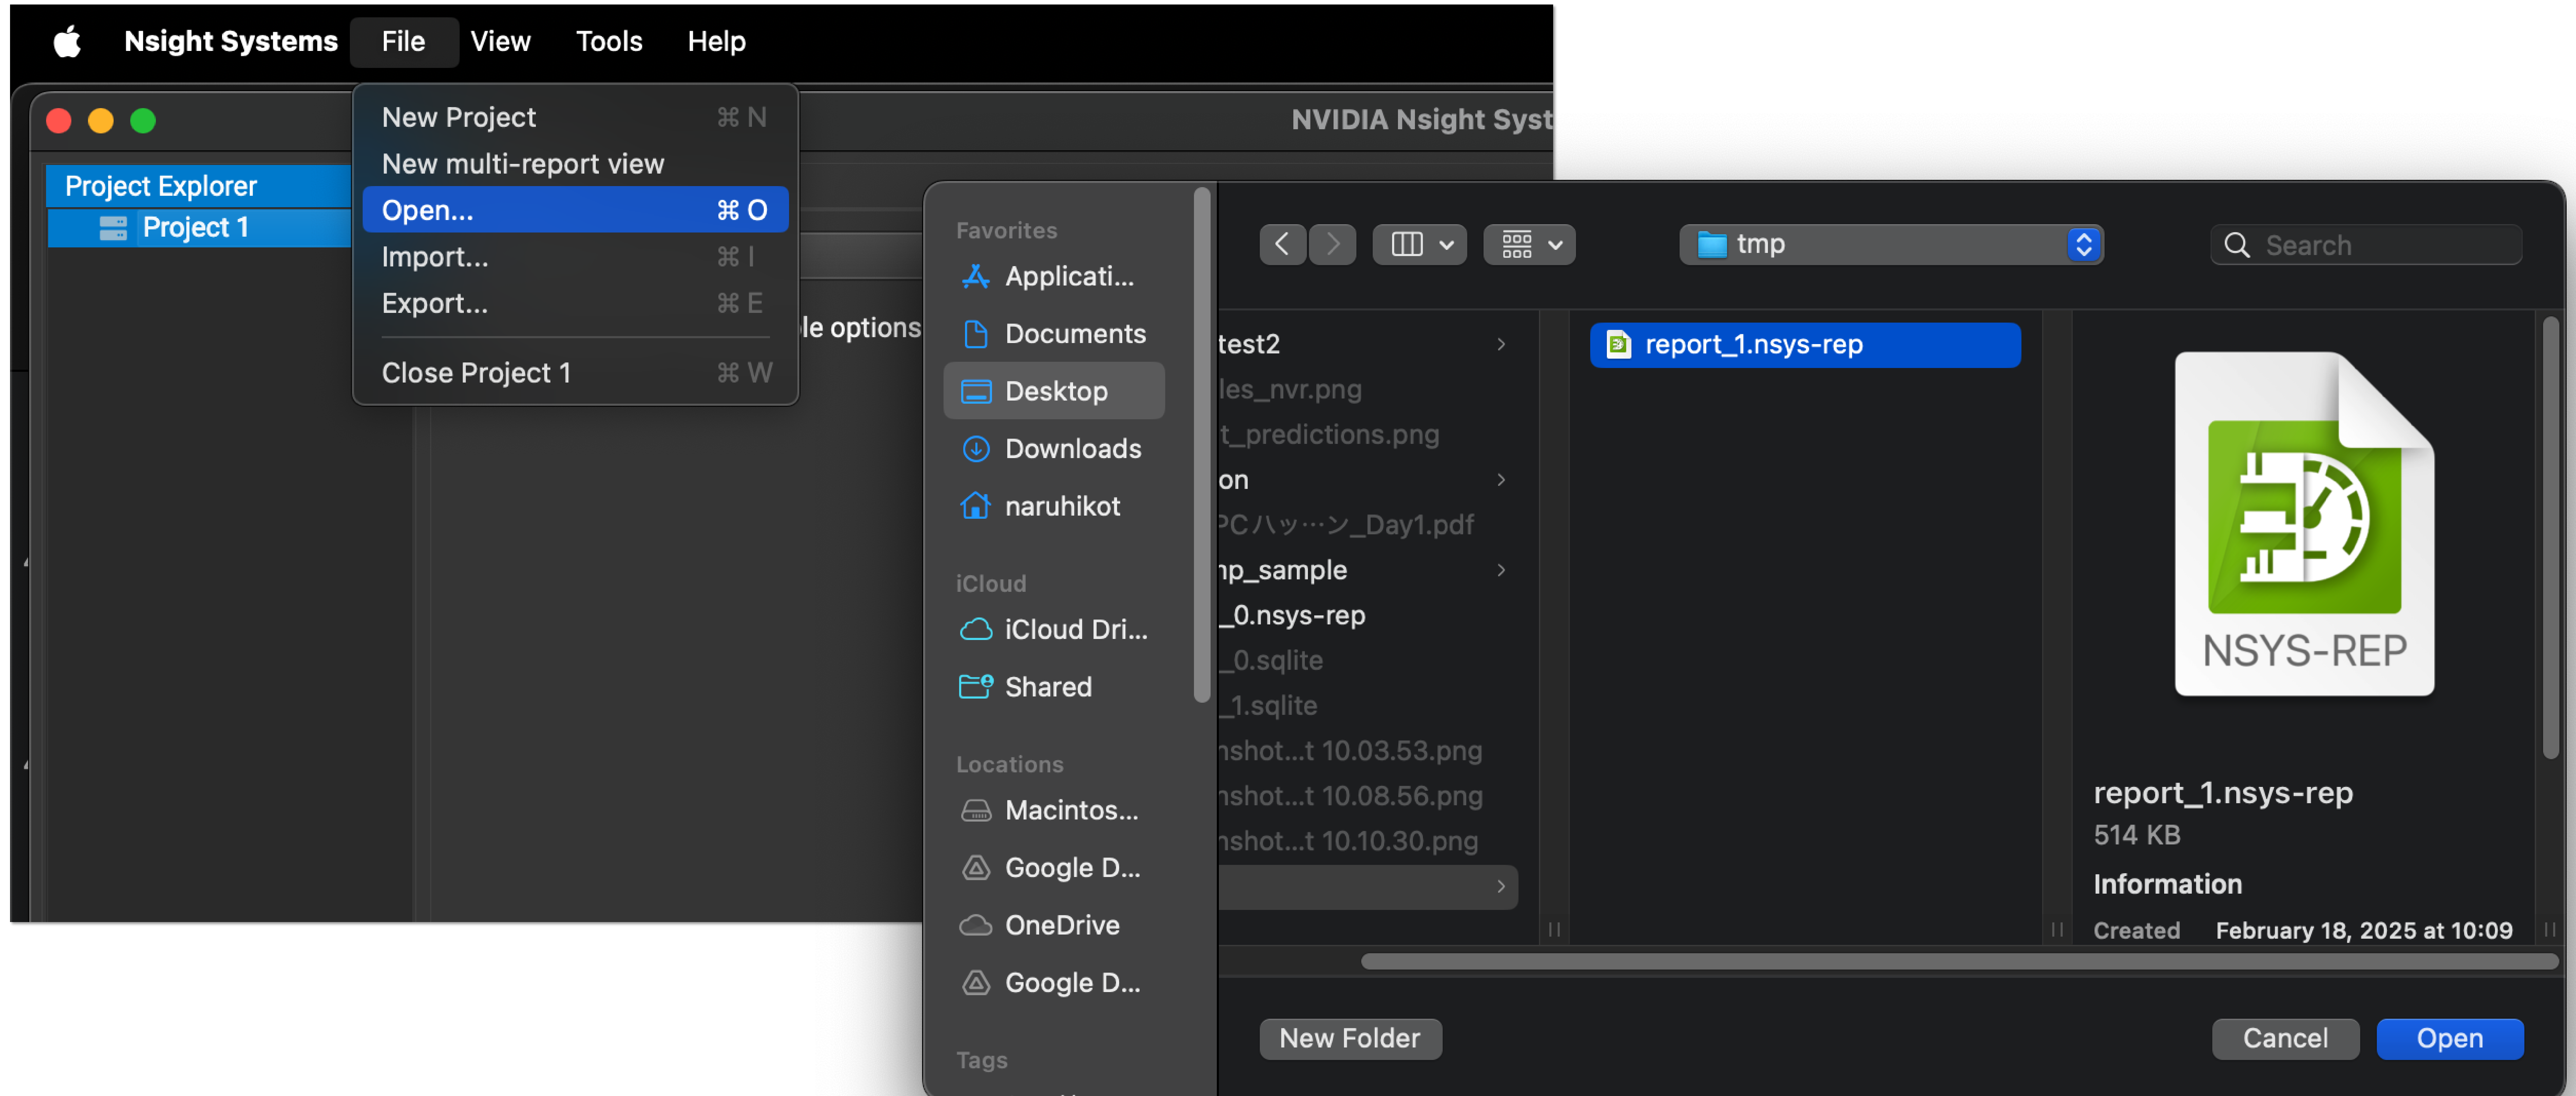 Nsight Systems File View Tools Help
NVIDIA Nsight Syst
New Project ⌘ N
New multi-report view
Open... ⌘ O
Import... ⌘ I
Export... ⌘ E
Close Project 1 ⌘ W
Project Explorer
Project 1
le options
Favorites
Applicati...
Documents
Desktop
Downloads
naruhikot
iCloud
iCloud Dri...
Shared
Locations
Macintos...
Google D...
OneDrive
Google D...
Tags
tmp
Search
test2
les_nvr.png
t_predictions.png
on
PCハッ…ン_Day1.pdf
mp_sample
_0.nsys-rep
_0.sqlite
_1.sqlite
nshot...t 10.03.53.png
nshot...t 10.08.56.png
nshot...t 10.10.30.png
report_1.nsys-rep
NSYS-REP
report_1.nsys-rep
514 KB
Information
Created February 18, 2025 at 10:09
New Folder
Cancel
Open